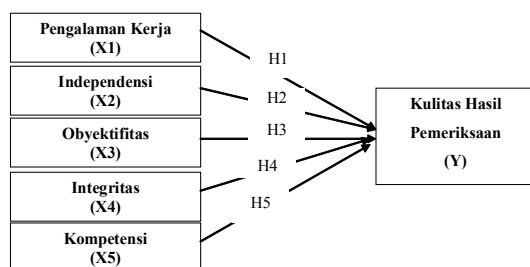 Pengalaman Kerja
(X1)
Independensi
(X2)
Obyektifitas
(X3)
Integritas
(X4)
Kompetensi
(X5)
H1
H2
H3
H4
H5
Kulitas Hasil
Pemeriksaan
(Y)